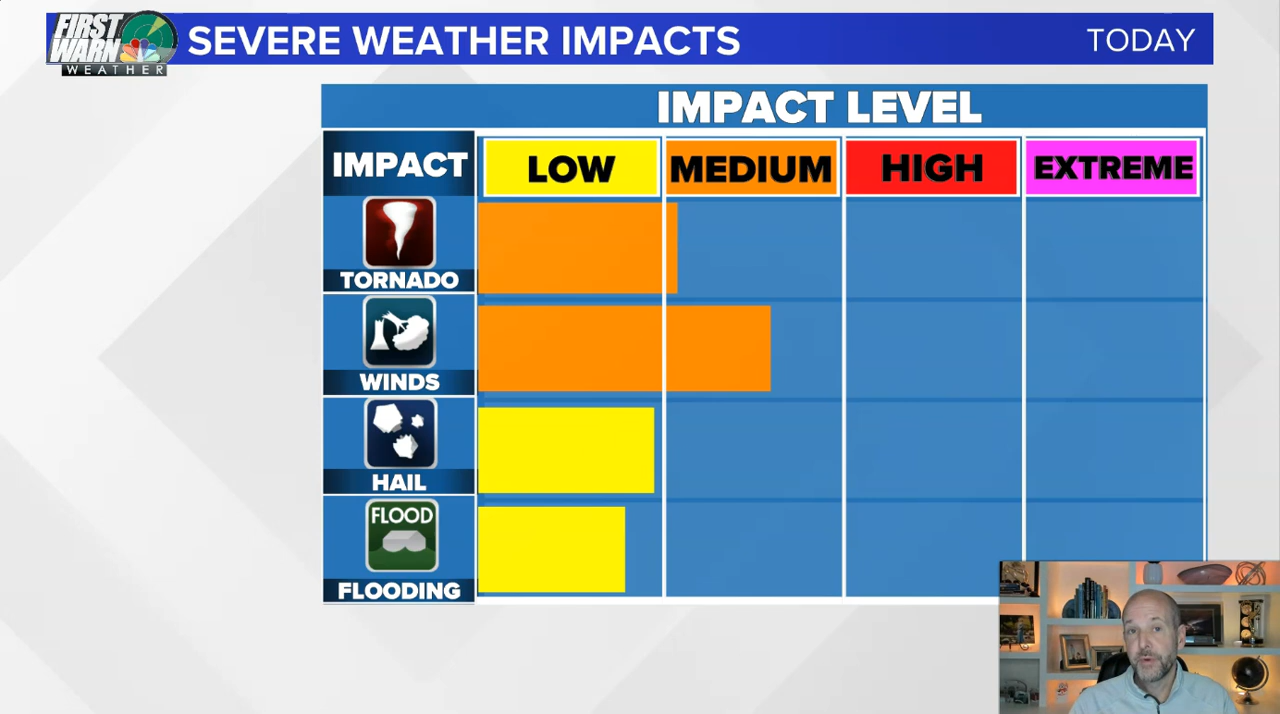 FIRST
WARN
WEATHER
SEVERE WEATHER IMPACTS
TODAY
IMPACT LEVEL
IMPACT
LOW
MEDIUM
HIGH
EXTREME
TORNADO
WINDS
HAIL
FLOOD
FLOODING